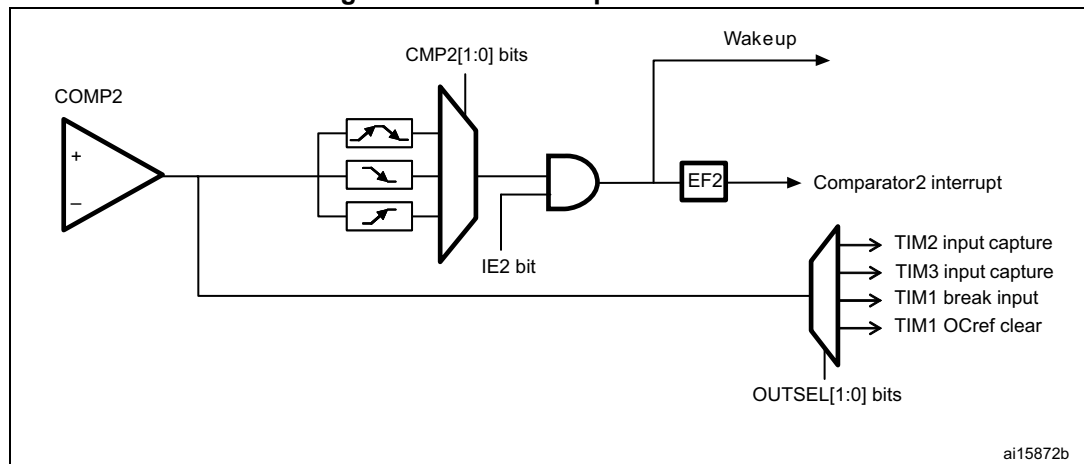 CMP2[1:0] bits
Wakeup
COMP2
+
–
EF2
Comparator2 interrupt
IE2 bit
TIM2 input capture
TIM3 input capture
TIM1 break input
TIM1 OCref clear
OUTSEL[1:0] bits
ai15872b